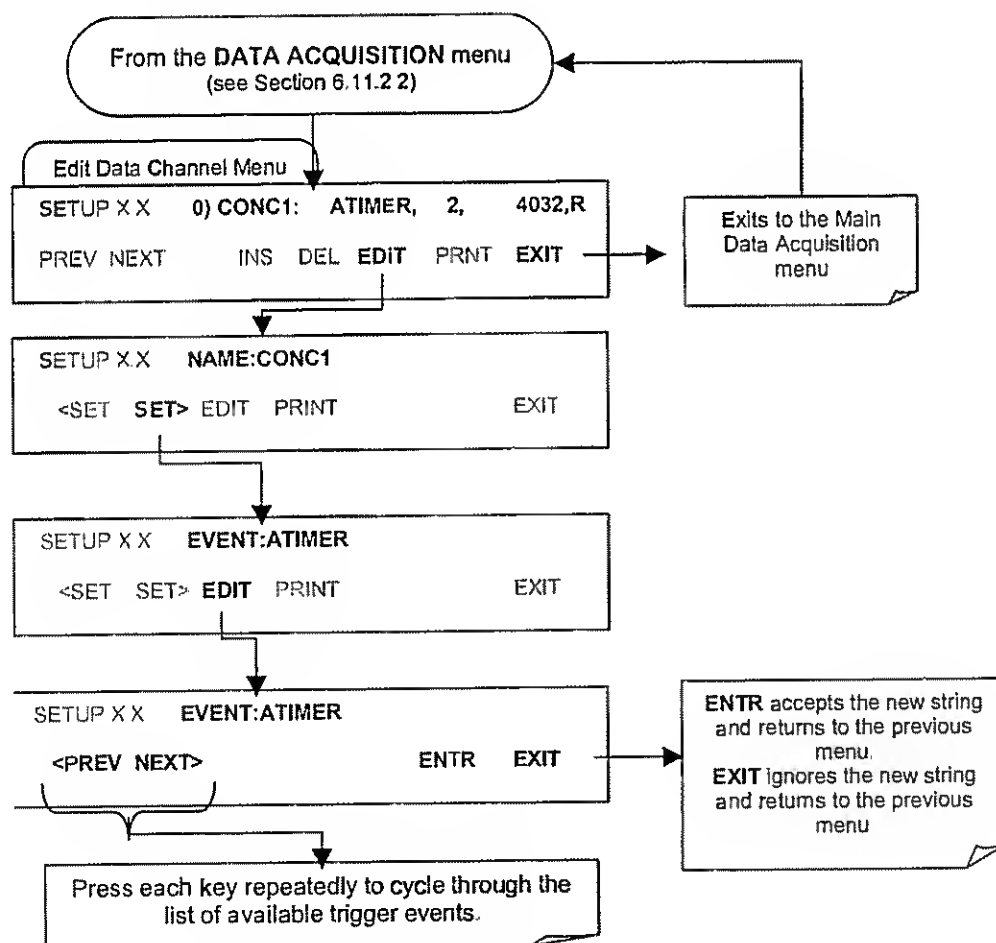 From the DATA ACQUISITION menu
(see Section 6.11.2 2)
Edit Data Channel Menu
SETUP X X 0) CONC1: ATIMER, 2, 4032,R
PREV NEXT INS DEL EDIT PRNT EXIT
Exits to the Main
Data Acquisition
menu
SETUP X.X NAME:CONC1
<SET SET> EDIT PRINT EXIT
SETUP X X EVENT:ATIMER
<SET SET> EDIT PRINT EXIT
SETUP X X EVENT:ATIMER
<PREV NEXT> ENTR EXIT
ENTR accepts the new string
and returns to the previous
menu.
EXIT ignores the new string
and returns to the previous
menu
Press each key repeatedly to cycle through the
list of available trigger events.